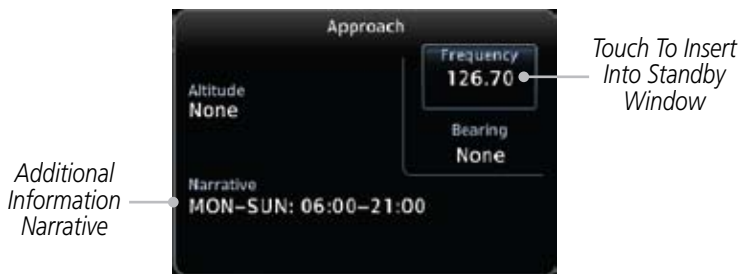 Approach
Frequency
126.70
Touch To Insert
Into Standby
Window
Altitude
None
Bearing
None
Additional
Information
Narrative
Narrative
MON–SUN: 06:00–21:00